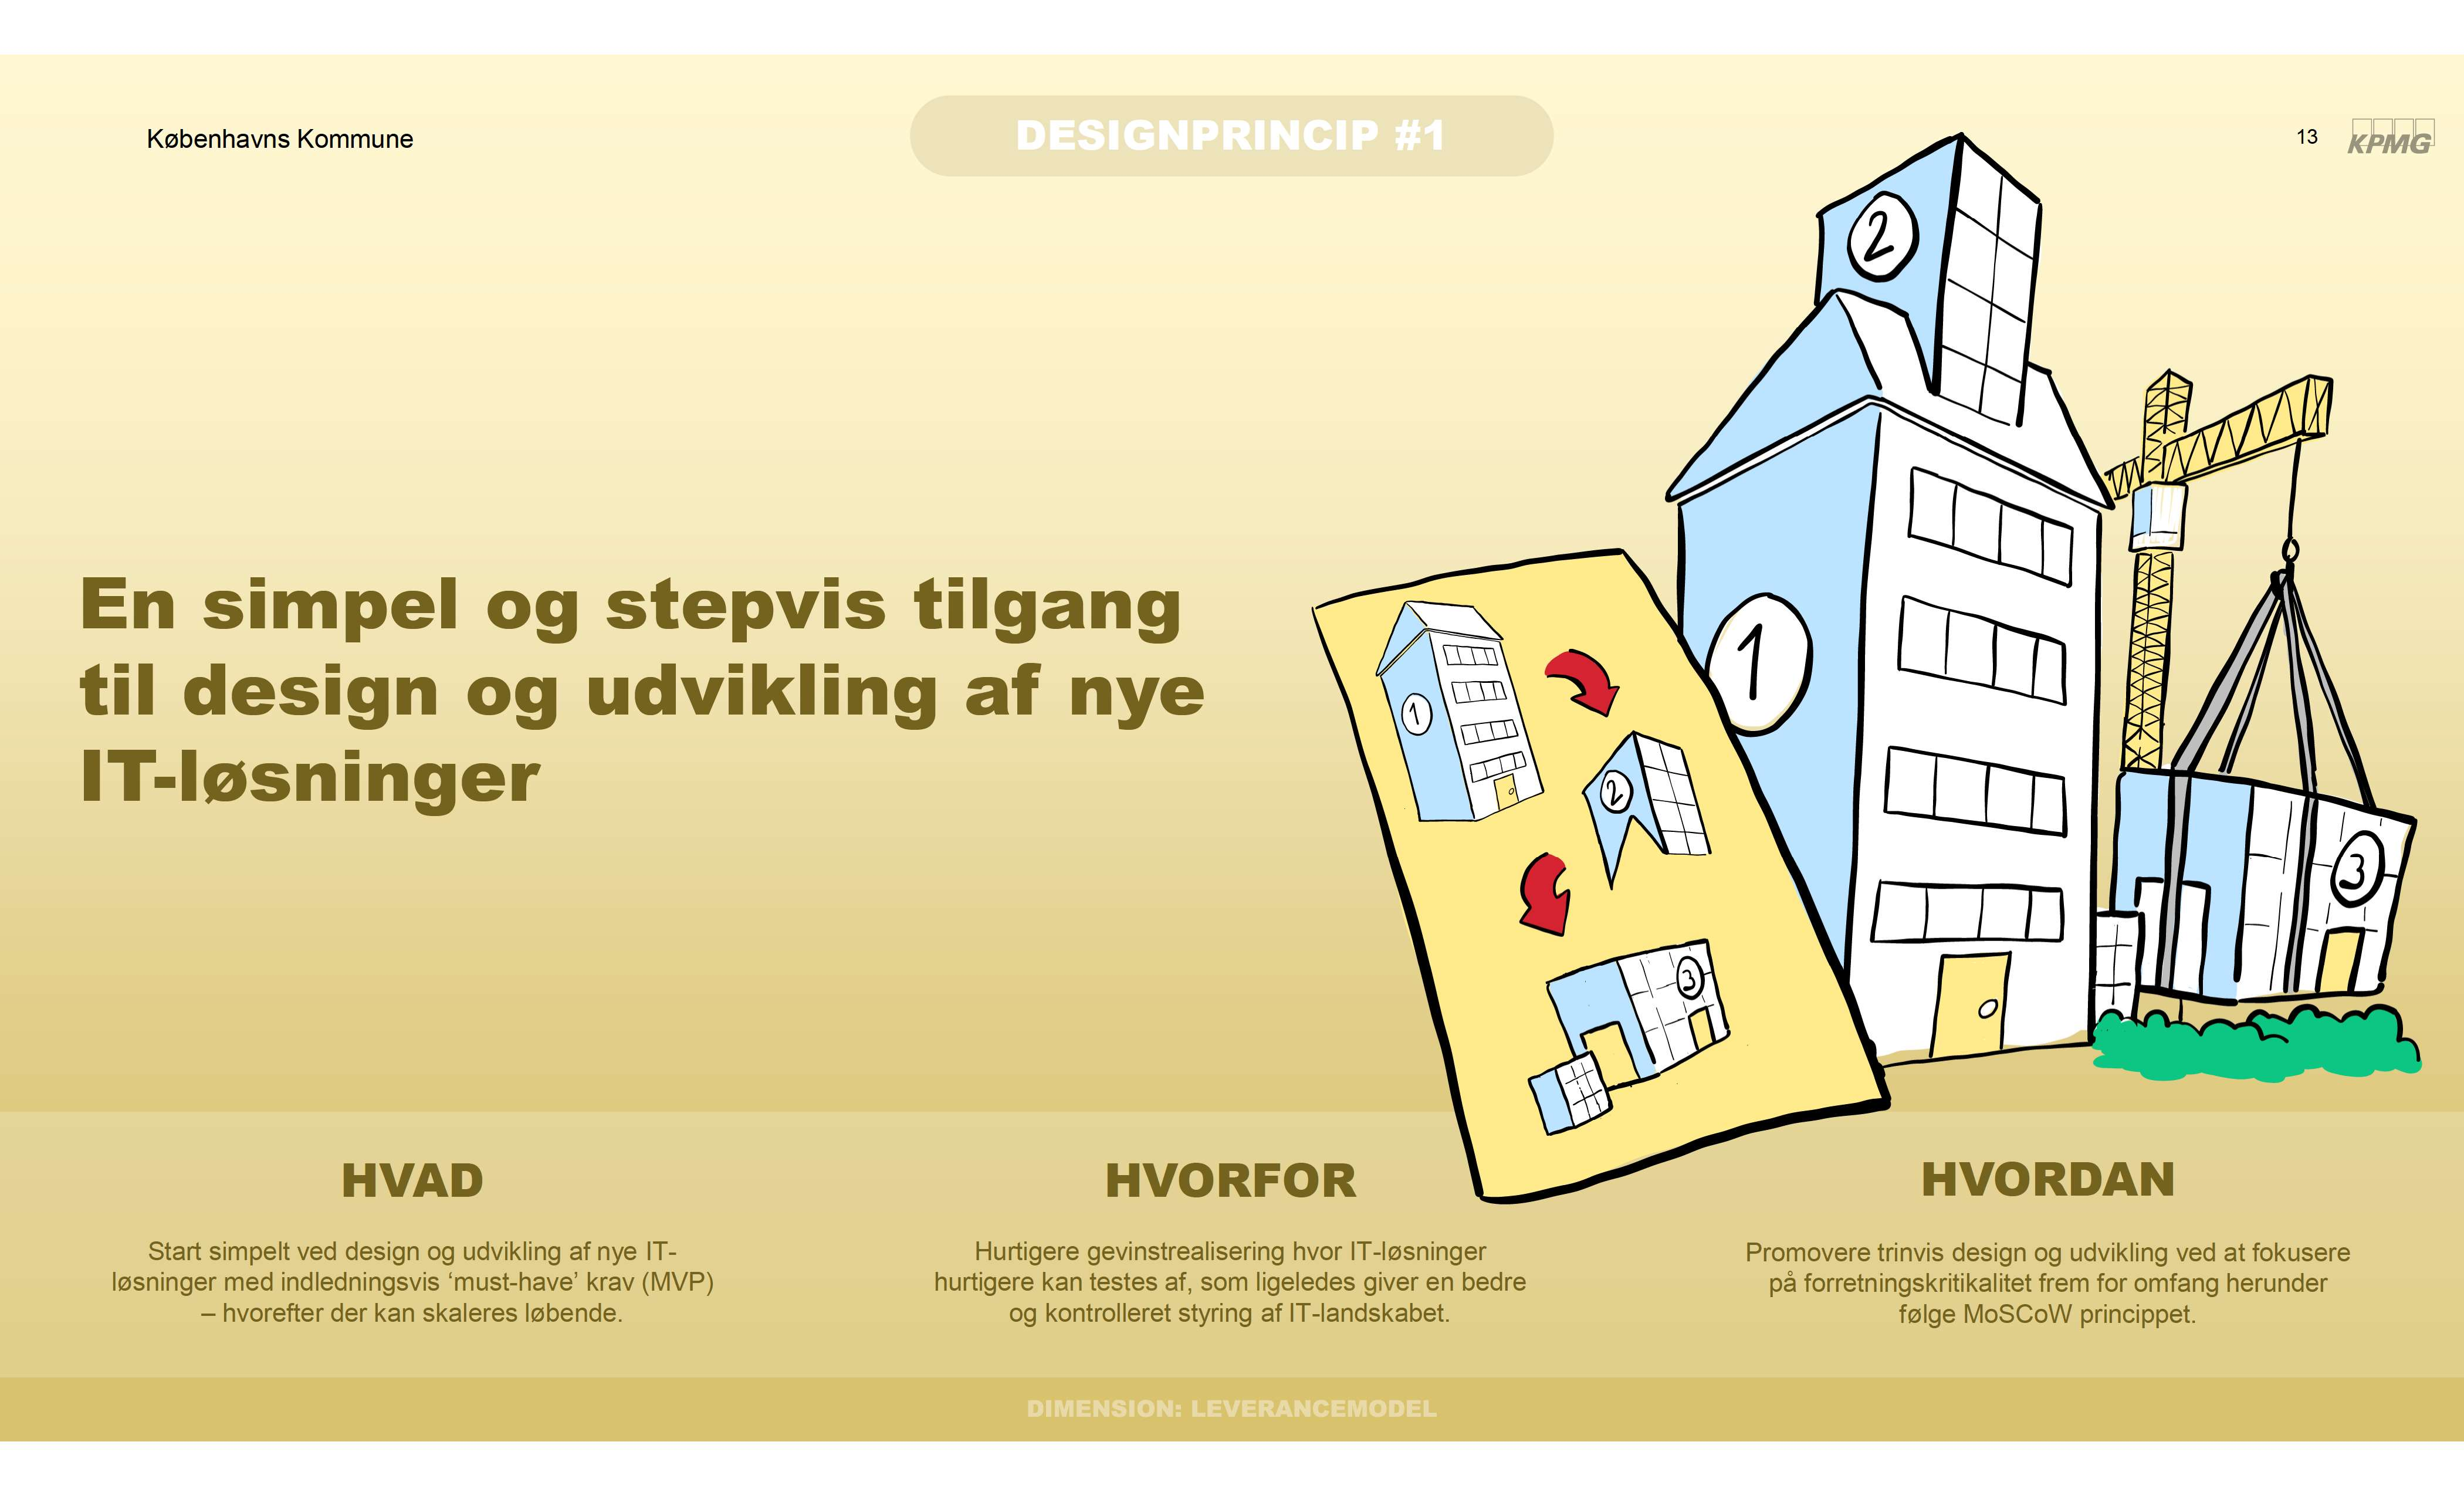 Københavns Kommune
DESIGNPRINCIP #1
13
KPMG
2
1
3
En simpel og stepvis tilgang
til design og udvikling af nye
IT-løsninger
1
2
3
HVAD
Start simpelt ved design og udvikling af nye IT-
løsninger med indledningsvis ‘must-have’ krav (MVP)
– hvorefter der kan skaleres løbende.
HVORFOR
Hurtigere gevinstrealisering hvor IT-løsninger
hurtigere kan testes af, som ligeledes giver en bedre
og kontrolleret styring af IT-landskabet.
HVORDAN
Promovere trinvis design og udvikling ved at fokusere
på forretningskritikalitet frem for omfang herunder
følge MoSCoW princippet.
DIMENSION: LEVERANCEMODEL